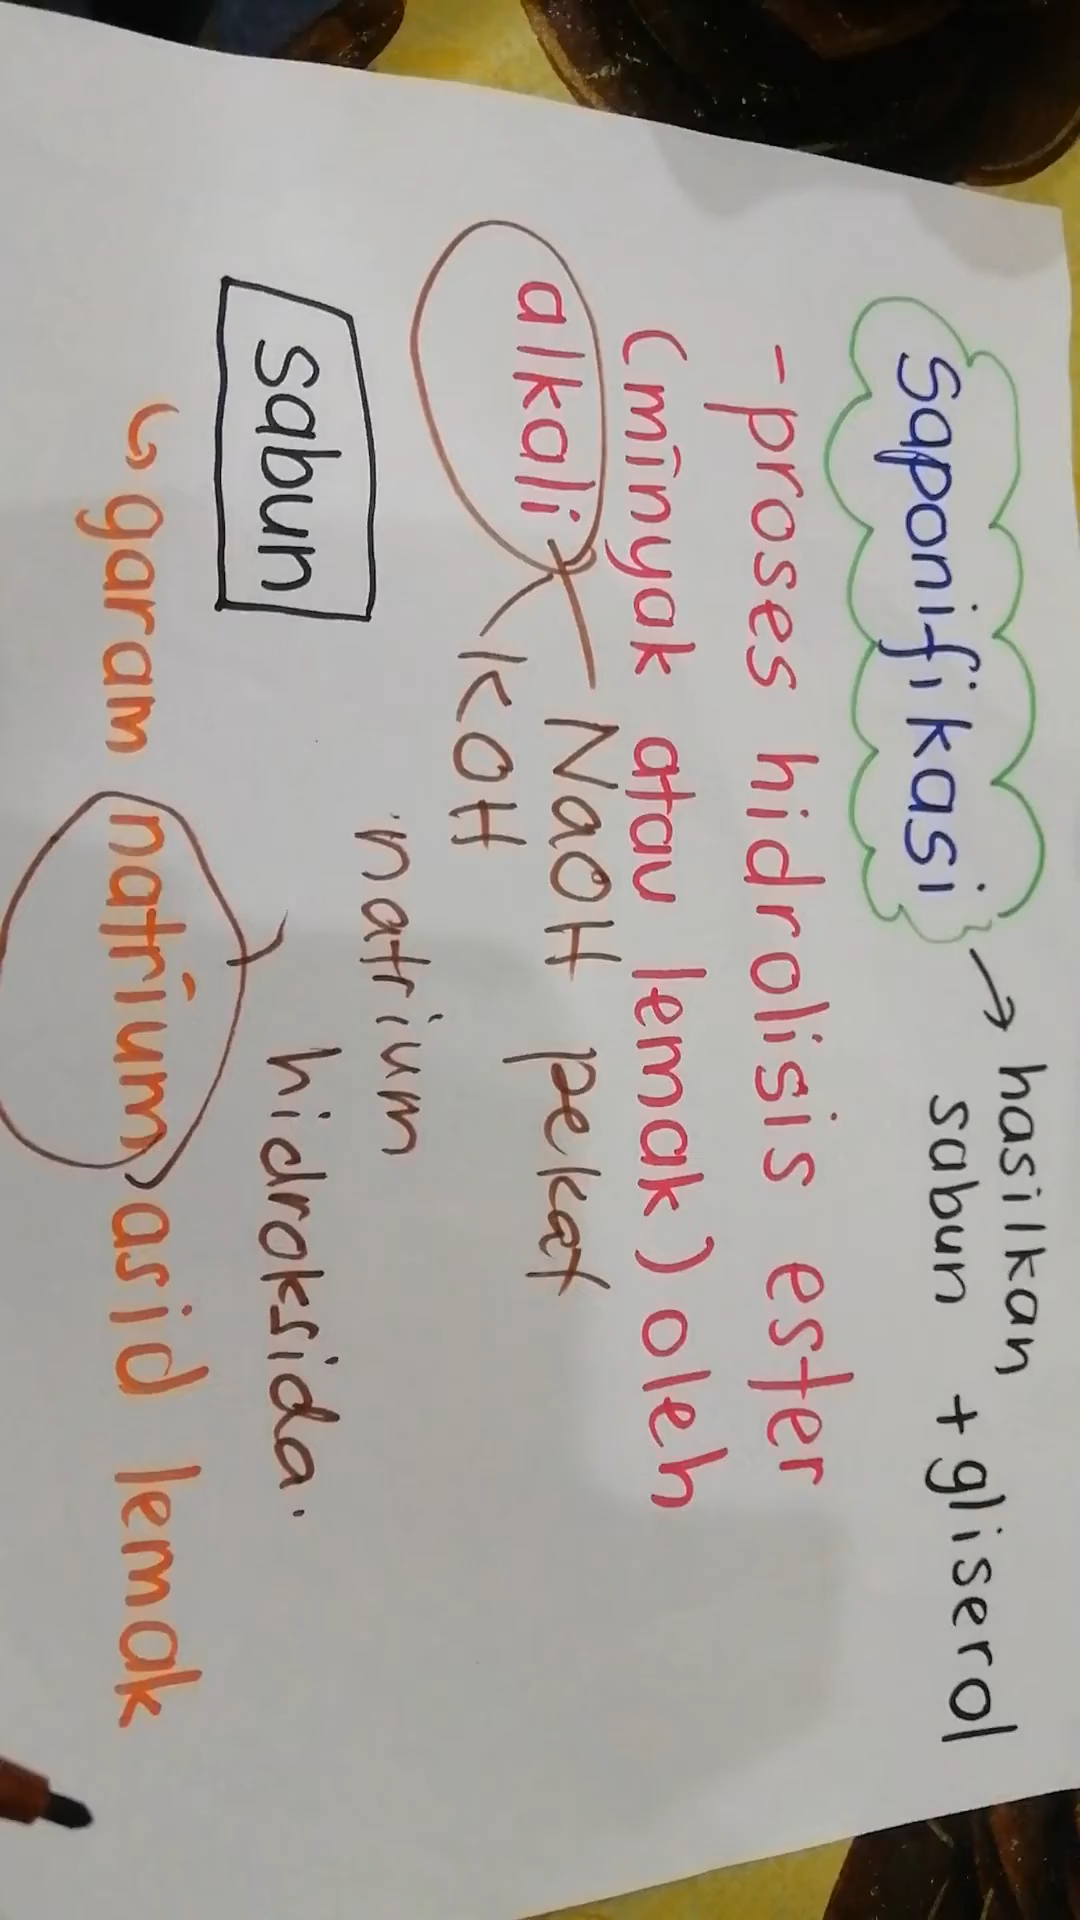 saponifikasi → hasilkan
sabun + gliserol
- proses hidrolisis ester
(minyak atau lemak) oleh
alkali NaOH pekat
KOH
natrium
hidroksida.
sabun
↳ garam natrium asid lemak